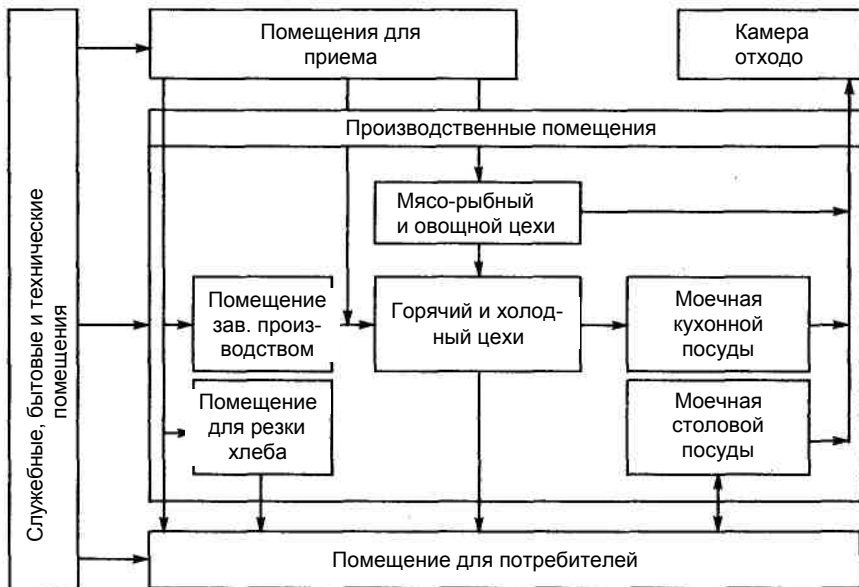 Помещения для
приема
Камера
отходо
Производственные помещения
Служебные, бытовые и технические
помещения
Мясо-рыбный
и овощной цехи
Помещение
зав. произ-
водством
Горячий и холод-
ный цехи
Моечная
кухонной
посуды
Помещение
для резки
хлеба
Моечная
столовой
посуды
Помещение для потребителей